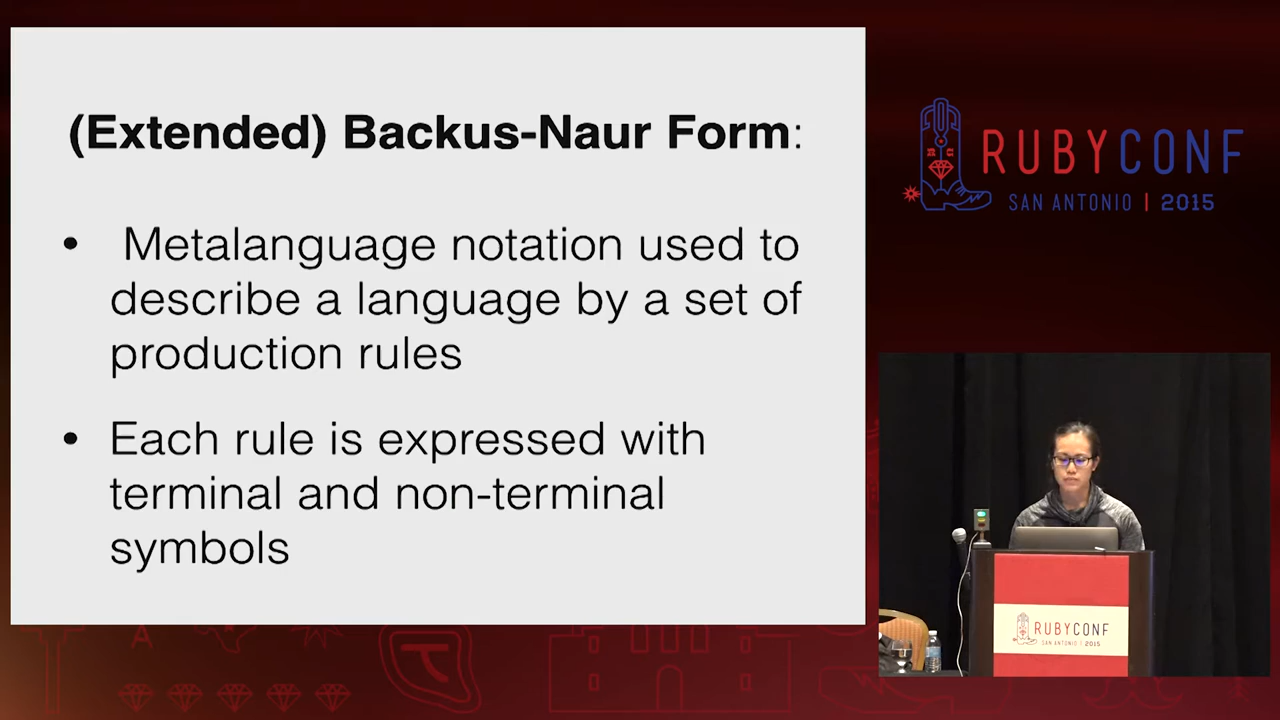 (Extended) Backus-Naur Form:
• Metalanguage notation used to
describe a language by a set of
production rules
• Each rule is expressed with
terminal and non-terminal
symbols
RUBYCONF
SAN ANTONIO | 2015
RUBYCONF
SAN ANTONIO | 2015